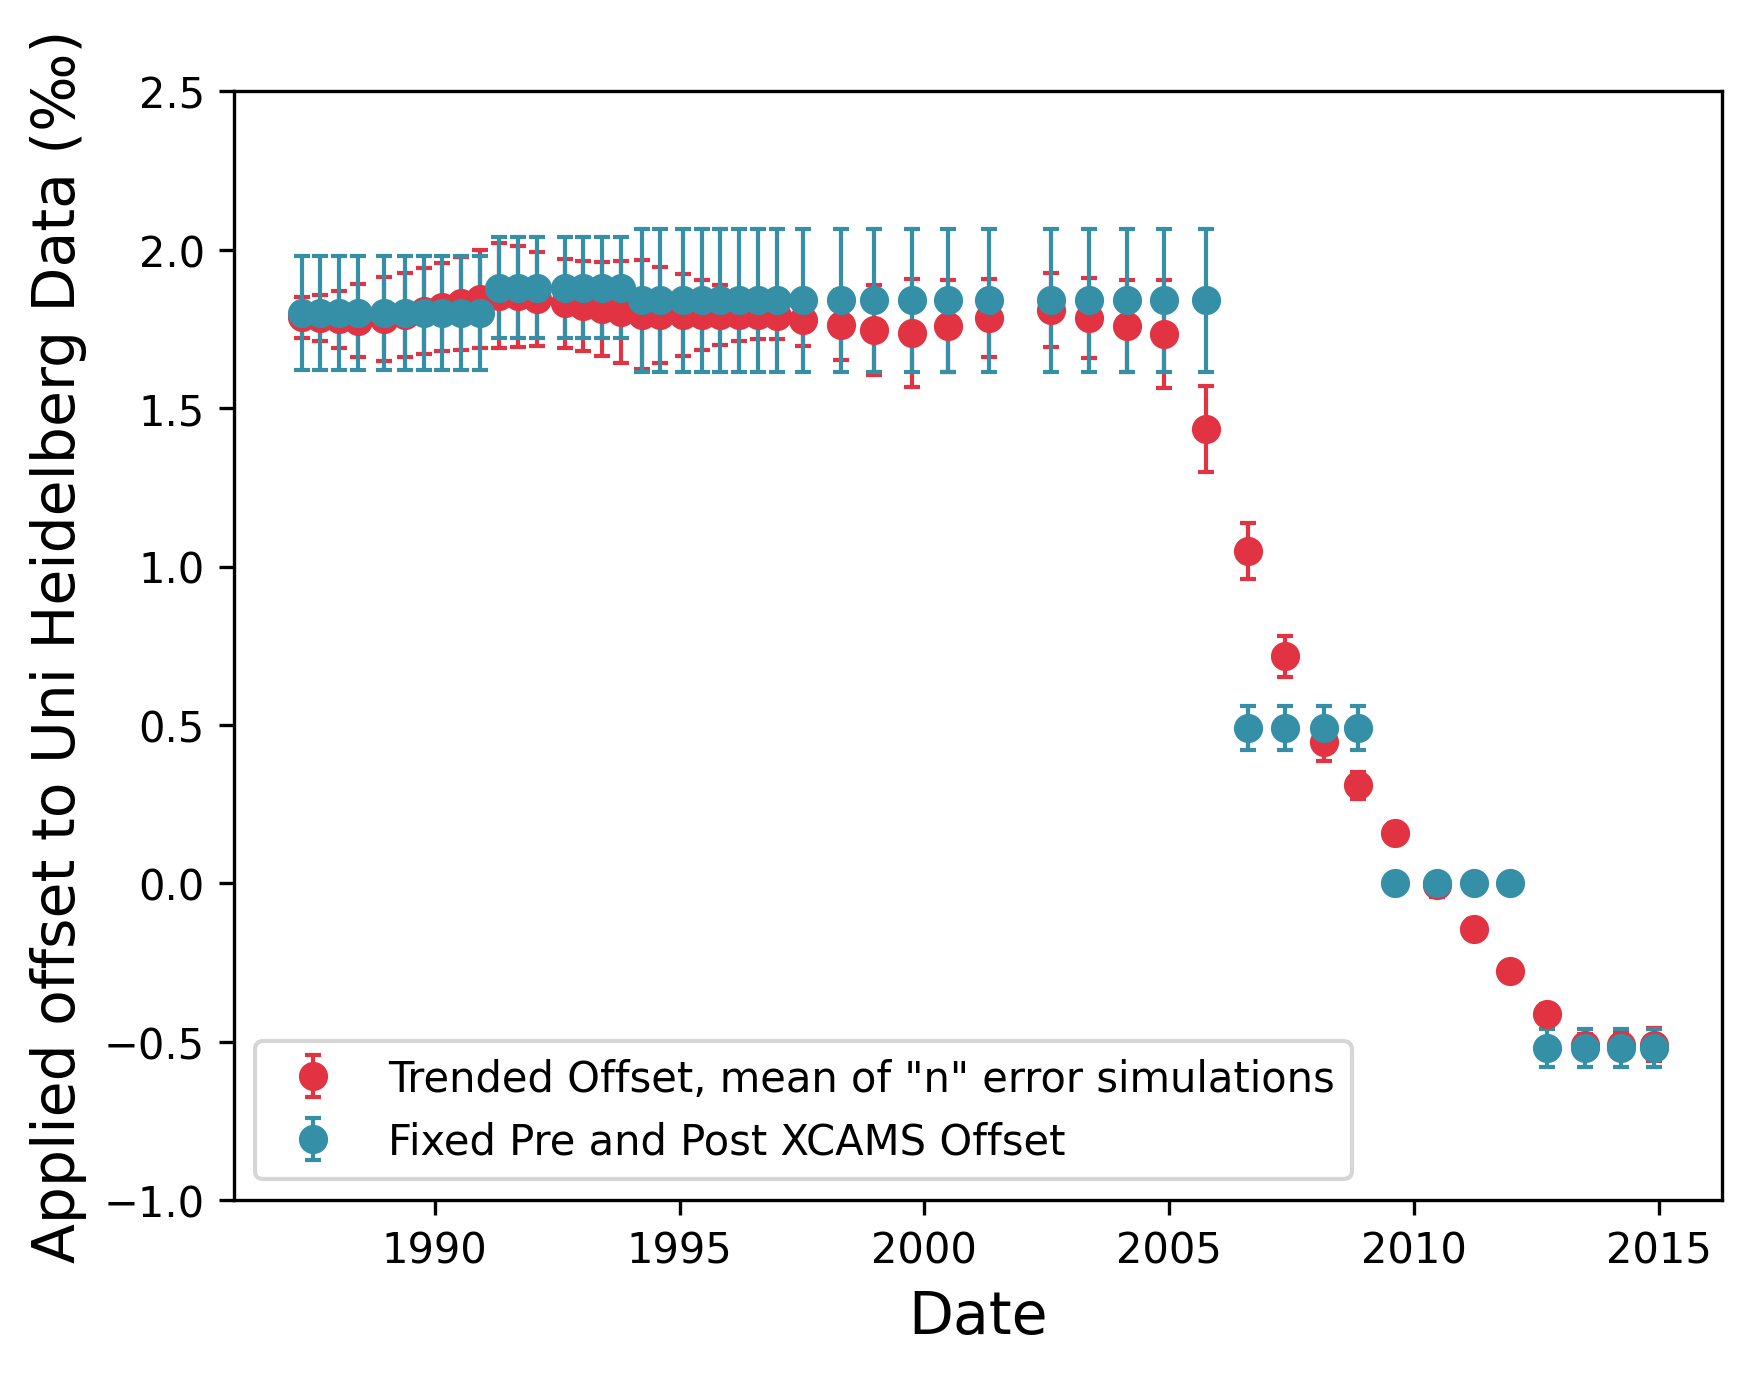 Applied offset to Uni Heidelberg Data (‰)
2.5
2.0
1.5
1.0
0.5
0.0
−0.5
−1.0
Trended Offset, mean of "n" error simulations
Fixed Pre and Post XCAMS Offset
1990 1995 2000 2005 2010 2015
Date